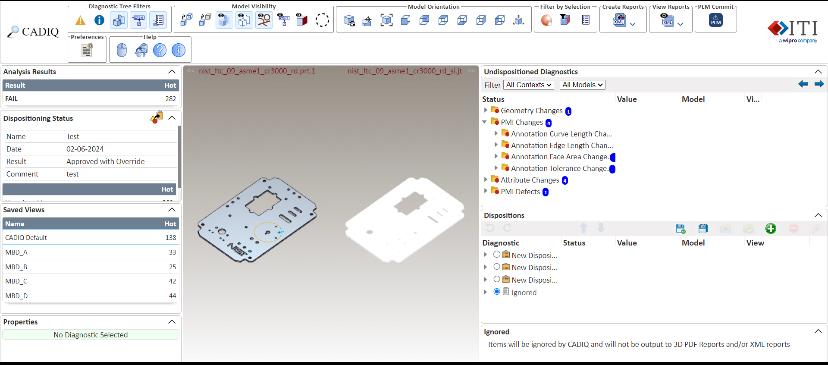 Diagnostic Tree Filters
Model Visibility
Model Orientation
Filter by Selection
Create Reports
View Reports
PLM Commit
CADIQ
PLM
ITI
a wipro company
Preferences
Help
Analysis Results
Result Hot
FAIL 282
Dispositioning Status
Name Test
Date 02-06-2024
Result Approved with Override
Comment test
Hot
Saved Views
Name Hot
CADIQ Default 138
MBD_A 33
MBD_B 25
MBD_C 42
MBD_D 44
Properties
No Diagnostic Selected
nist_ftc_09_asme1_cr3000_rd.prt.1
nist_ftc_09_asme1_cr3000_rd_sl.jt
NIST
Undispositioned Diagnostics
Filter All Contexts All Models
Status Value Model Vi...
Geometry Changes
PMI Changes
Annotation Curve Length Cha...
Annotation Edge Length Chan...
Annotation Face Area Change...
Annotation Tolerance Change...
Attribute Changes
PMI Defects
Dispositions
Diagnostic Status Value Model View
New Disposi...
New Disposi...
New Disposi...
Ignored
Ignored
Items will be ignored by CADIQ and will not be output to 3D PDF Reports and/or XML reports